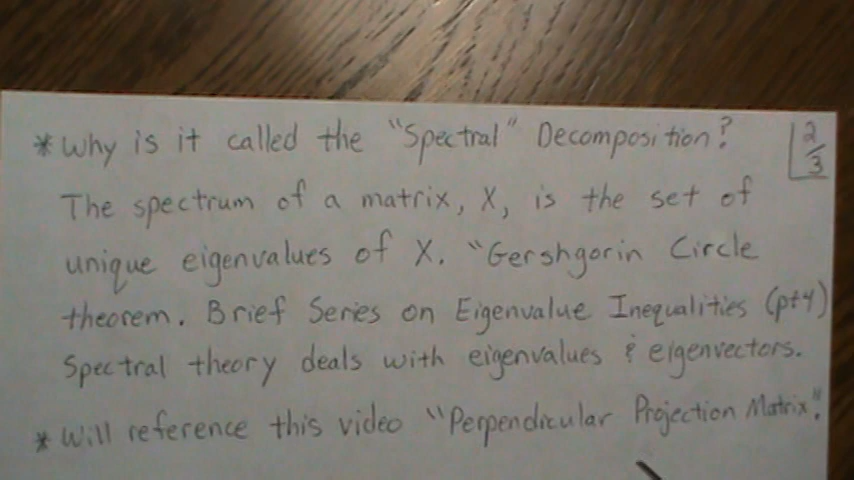 * Why is it called the "Spectral" Decomposition? 2/3
The spectrum of a matrix, X, is the set of
unique eigenvalues of X. "Gershgorin Circle
theorem. Brief Series on Eigenvalue Inequalities (pt4)
Spectral theory deals with eigenvalues & eigenvectors.
* Will reference this video "Perpendicular Projection Matrix".